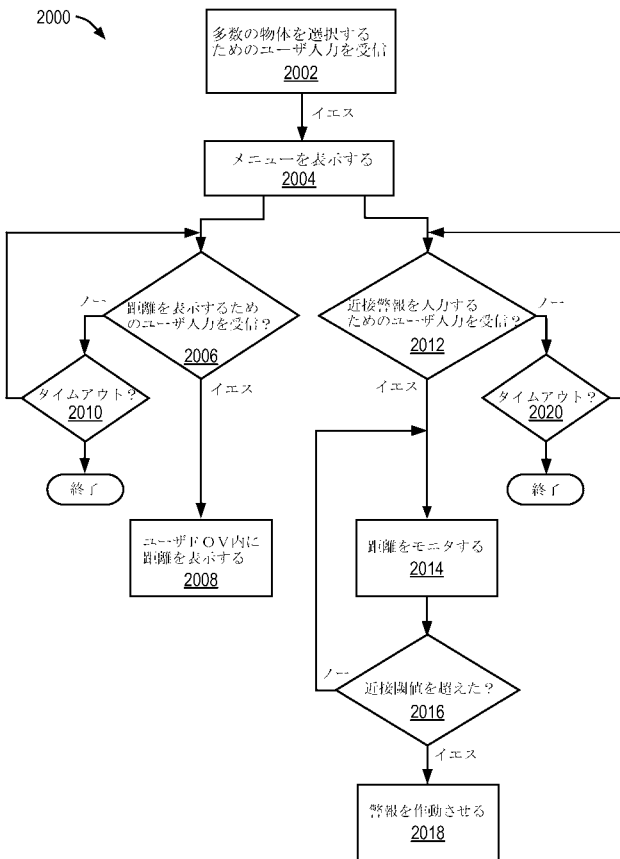 2000
多数の物体を選択する
ためのユーザ入力を受信
2002
イエス
メニューを表示する
2004
距離を表示するため
のユーザ入力を受信？
2006
ノー
タイムアウト？
2010
終了
イエス
ユーザＦＯＶ内に
距離を表示する
2008
近接警報を入力する
ためのユーザ入力を受信？
2012
ノー
タイムアウト？
2020
終了
イエス
距離をモニタする
2014
近接閾値を超えた？
2016
ノー
イエス
警報を作動させる
2018